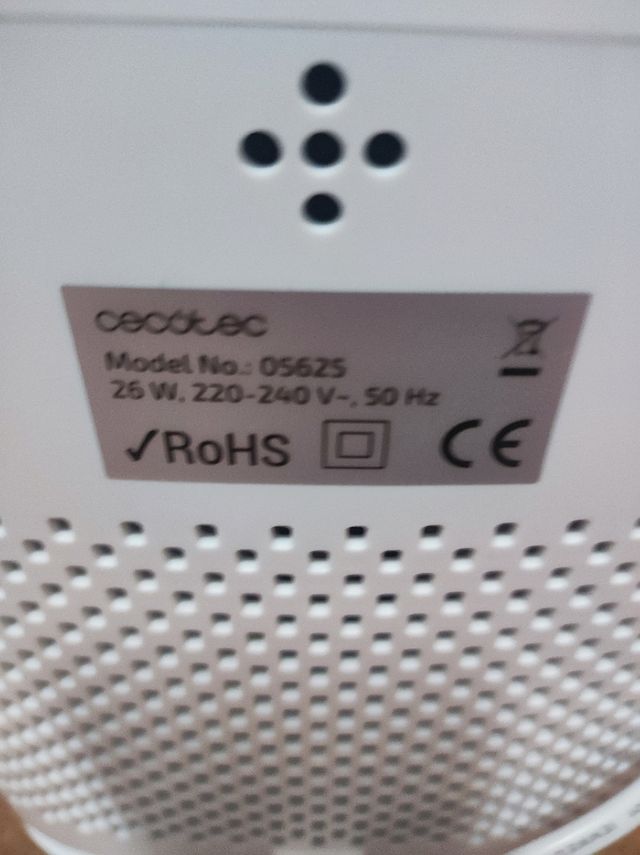 cecotec
Model No.: 05625
26 W, 220-240 V~, 50 Hz
✓RoHS CE